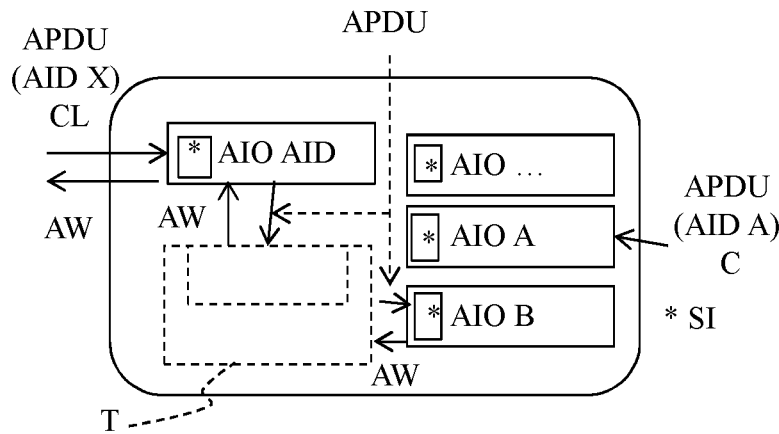 APDU
APDU
(AID X)
CL
AW
* AIO AID
AW
* AIO ...
* AIO A
* AIO B
AW
APDU
(AID A)
C
* SI
T